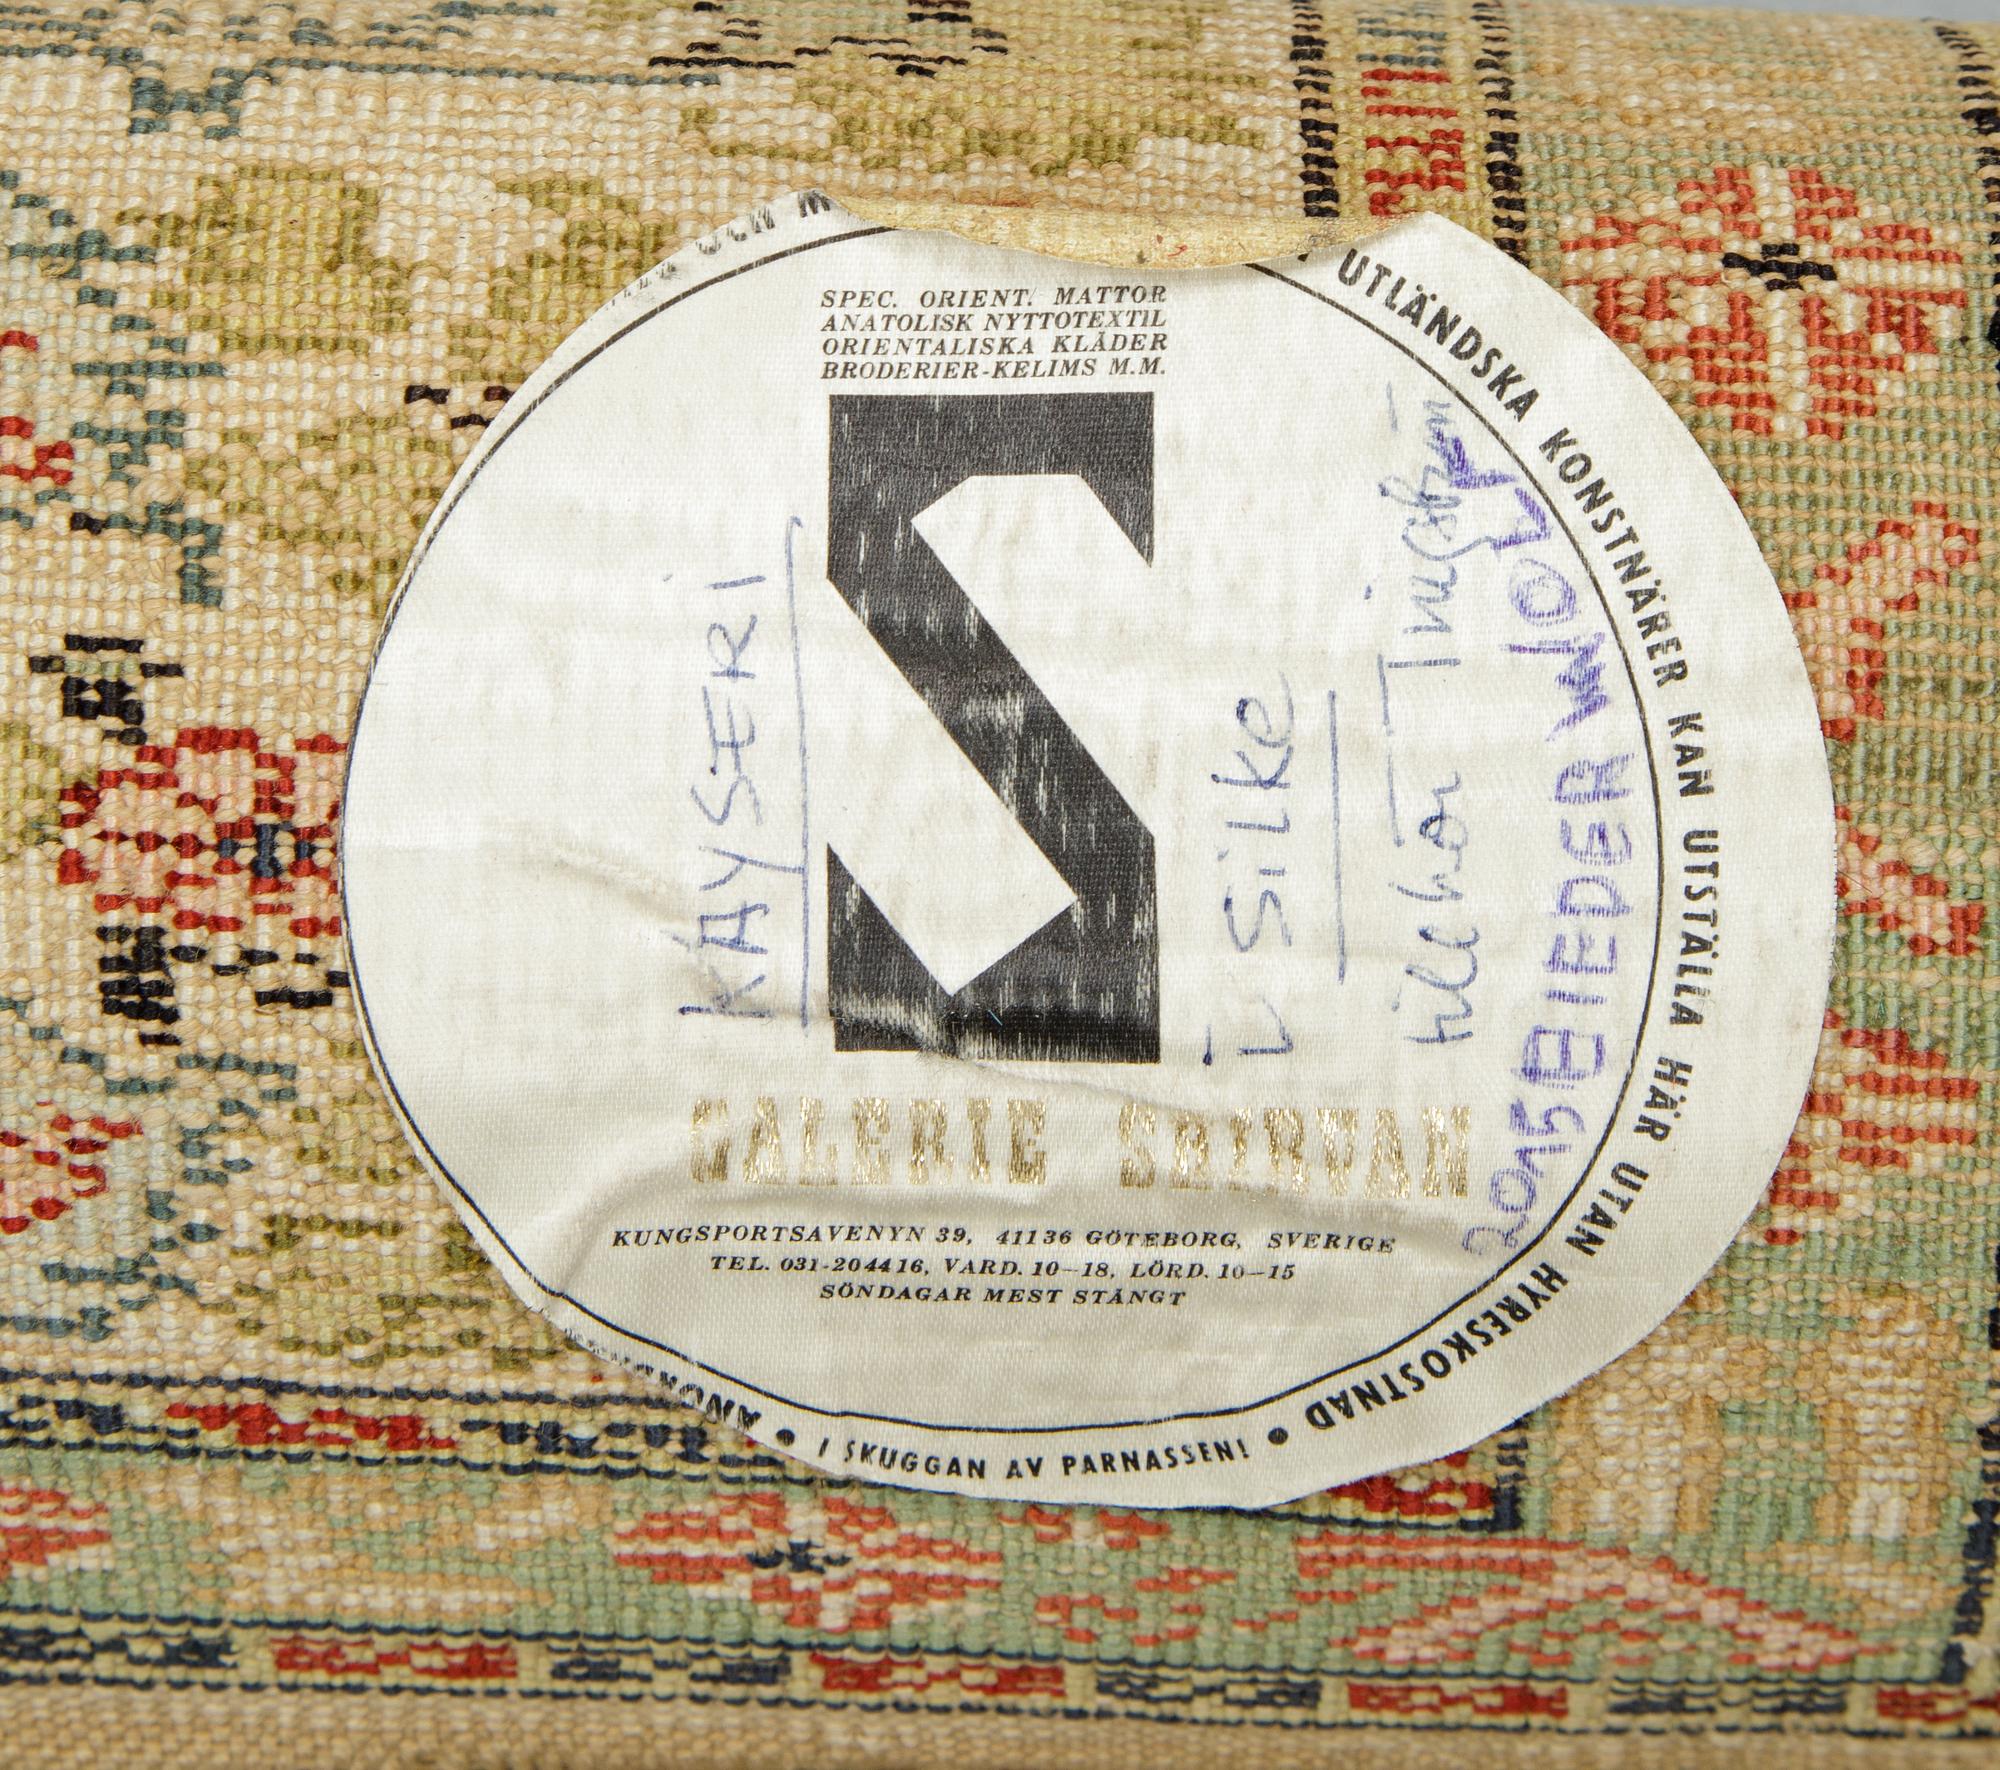 OCH
UTLÄNDSKA KONSTNÄRER KAN UTSTÄLLA HÄR UTAN HYRESKOSTNAD •
I SKUGGAN AV PARNASSEN! •
SPEC. ORIENT. MATTOR
ANATOLISK NYTTOTEXTIL
ORIENTALISKA KLÄDER
BRODERIER-KELIMS M.M.
KAYSERI
SILKE
GALERIE SHIRVAN
KUNGSPORTSAVENYN 39, 41136 GÖTEBORG, SVERIGE
TEL. 031-204416, VARD. 10–18, LÖRD. 10–15
SÖNDAGAR MEST STÄNGT